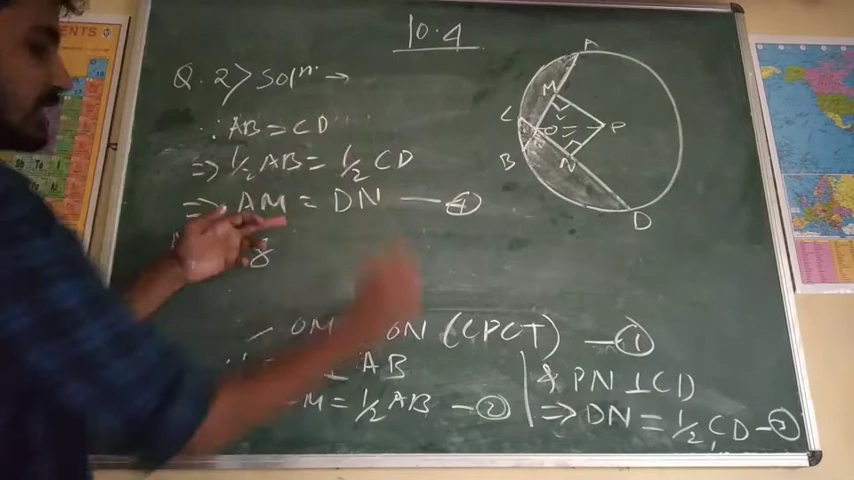 10.4
Q.2> Soln. →
∵ AB = CD
⇒ 1/2 AB = 1/2 CD
⇒ AM = DN — ④
OM ON (CPCT) — ①
⊥ AB
M = 1/2 AB — ②
& PN ⊥ CD
⇒ DN = 1/2 CD — ③
A
M
C
O
P
B
N
D
ENTS